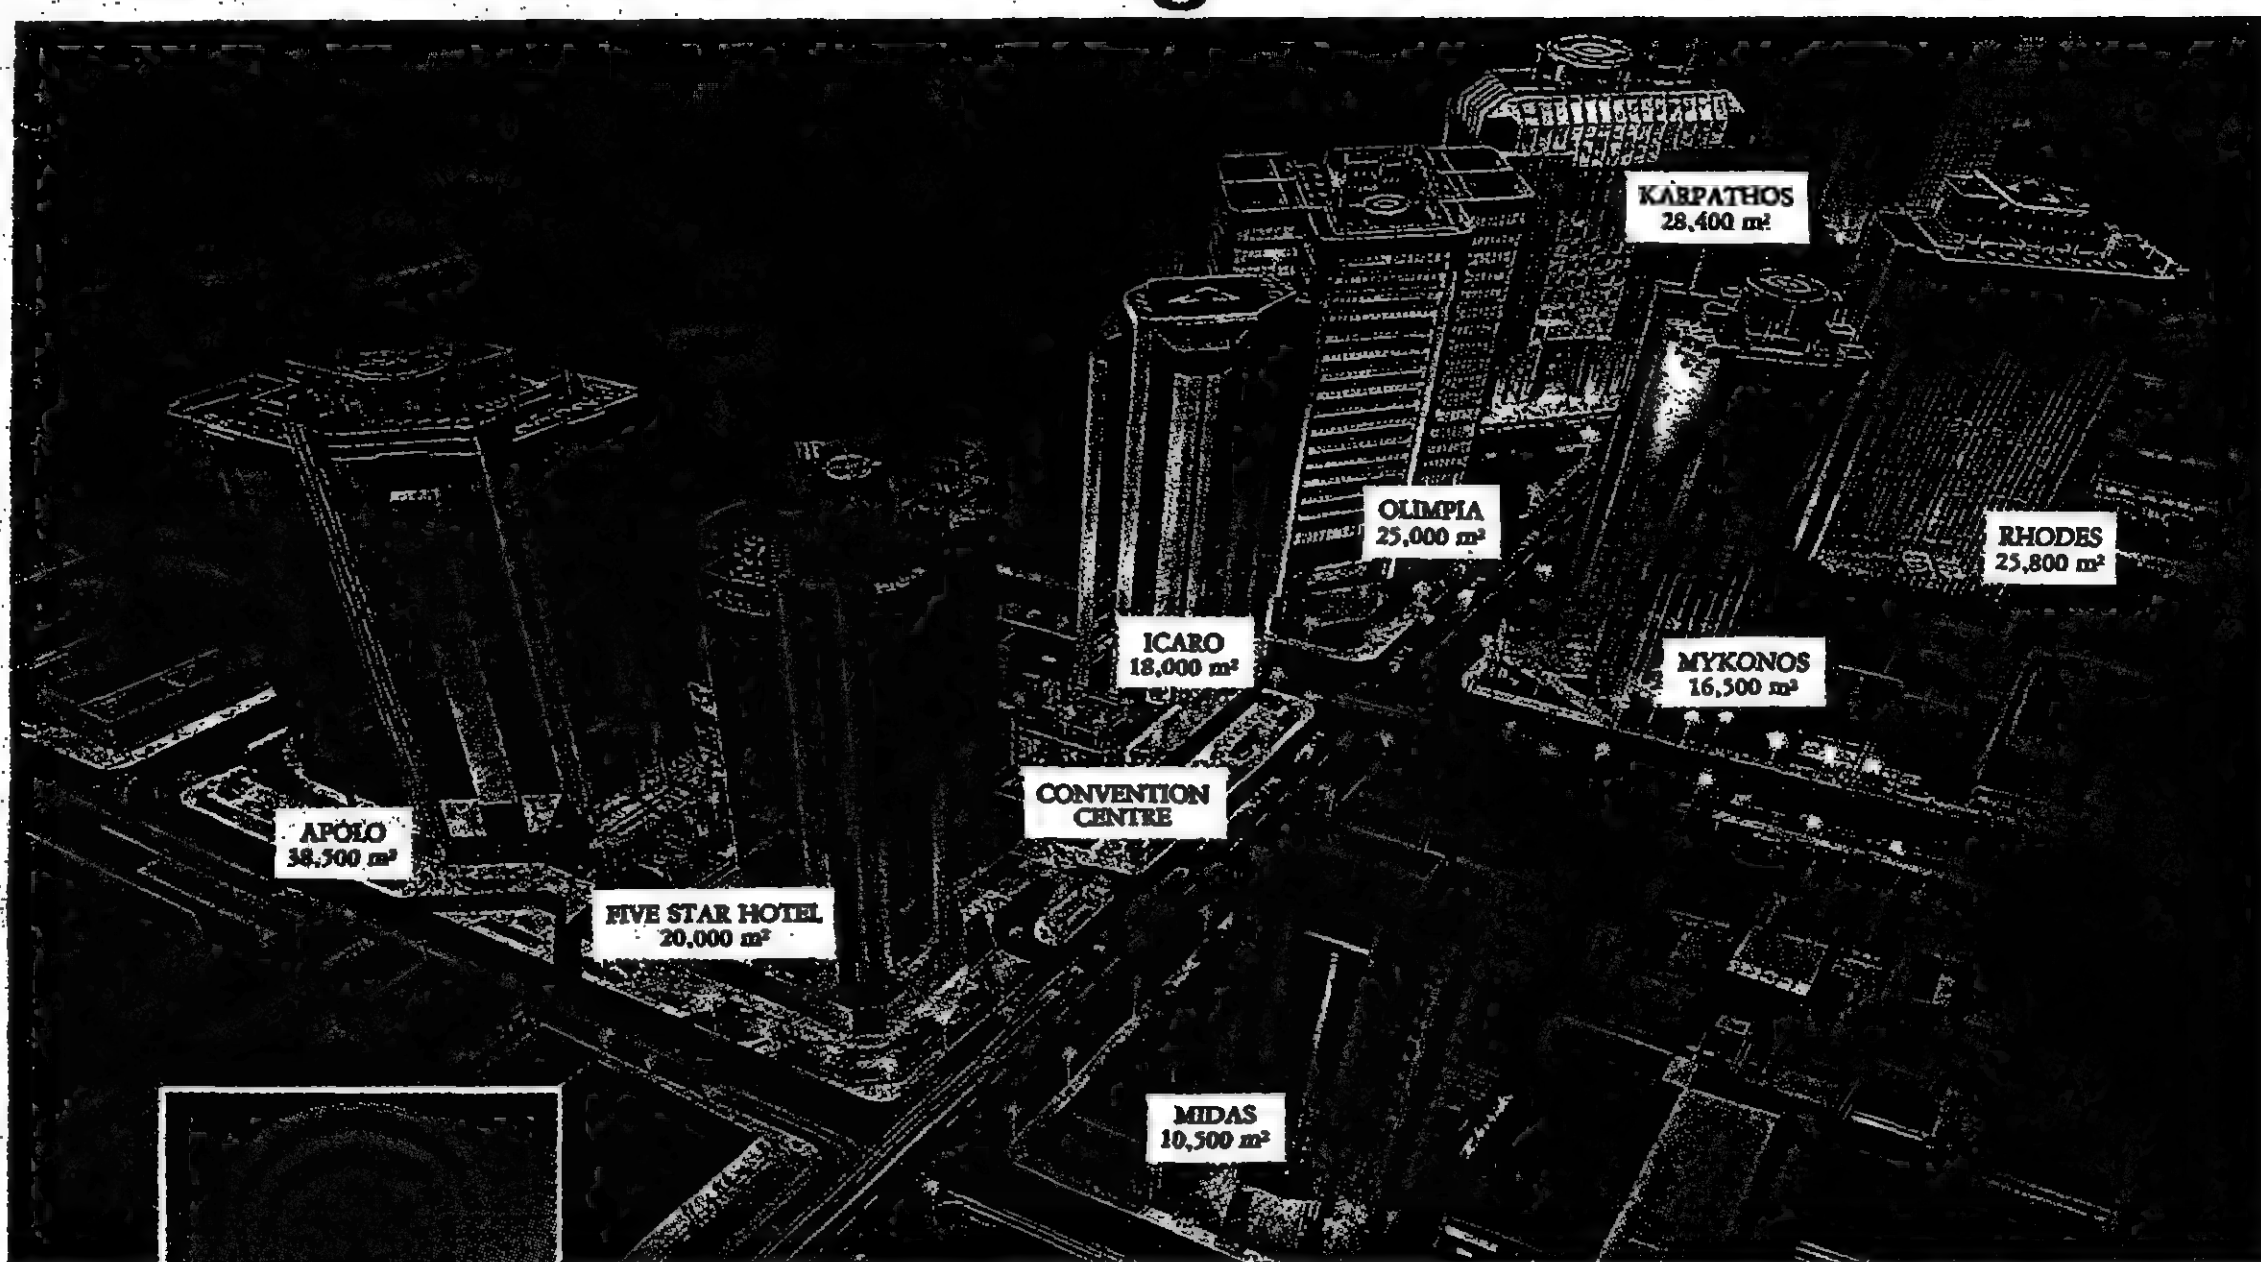 KARPATHOS
28,400 m²
OLIMPIA
25,000 m²
RHODES
25,800 m²
ICARO
18,000 m²
MYKONOS
16,500 m²
CONVENTION
CENTRE
APOLO
38,500 m²
FIVE STAR HOTEL
20,000 m²
MIDAS
10,500 m²